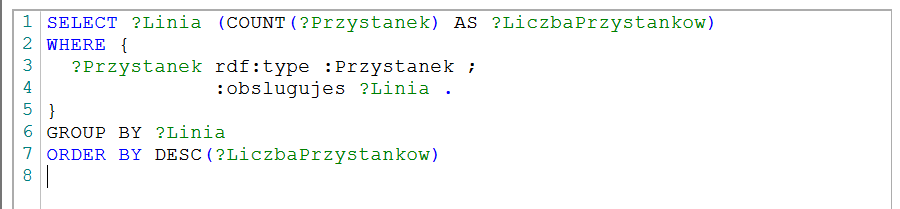 1 SELECT ?Linia (COUNT(?Przystanek) AS ?LiczbaPrzystankow)
2 WHERE {
3   ?Przystanek rdf:type :Przystanek ;
4               :obslugujes ?Linia .
5 }
6 GROUP BY ?Linia
7 ORDER BY DESC(?LiczbaPrzystankow)
8